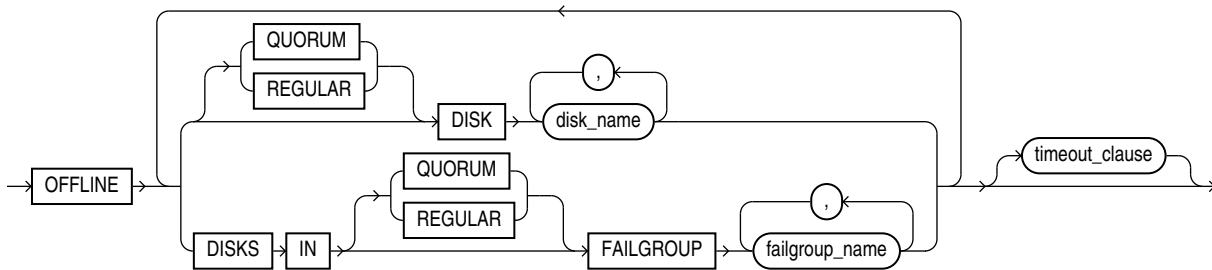 QUORUM
REGULAR
,
DISK
disk_name
QUORUM
REGULAR
,
timeout_clause
OFFLINE
DISKS
IN
FAILGROUP
failgroup_name